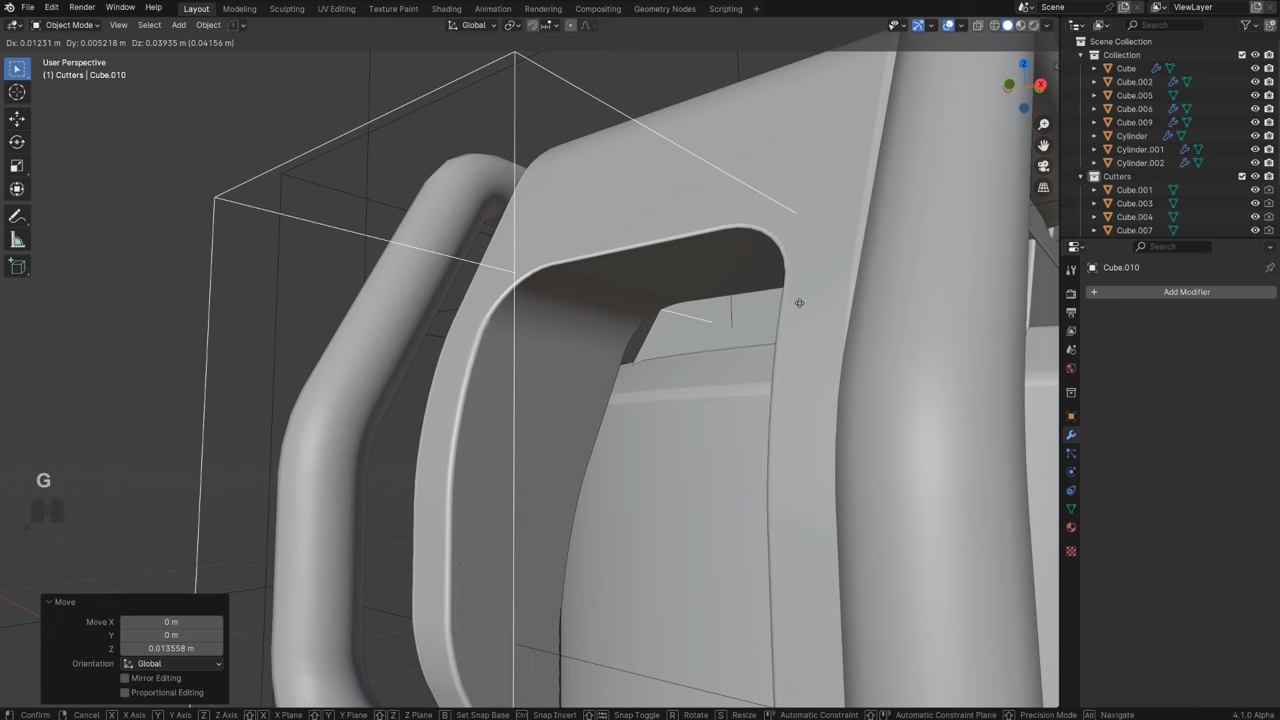 File Edit Render Window Help Layout Modeling Sculpting UV Editing Texture Paint Shading Animation Rendering Compositing Geometry Nodes Scripting Scene ViewLayer
Object Mode View Select Add Object Global Search
Dx: 0.01231 m Dy: 0.005218 m Dz: 0.03935 m (0.04156 m)
User Perspective
(1) Cutters | Cube.010
Z
X
Scene Collection
Collection
Cube
Cube.002
Cube.005
Cube.006
Cube.009
Cylinder
Cylinder.001
Cylinder.002
Cutters
Cube.001
Cube.003
Cube.004
Cube.007
Search
Cube.010
+ Add Modifier
G
Move
Move X 0 m
Y 0 m
Z 0.013558 m
Orientation Global
Mirror Editing
Proportional Editing
Confirm Cancel X X Axis Y Y Axis Z Z Axis X X Plane Y Y Plane Z Z Plane B Set Snap Base Ctrl Snap Invert Snap Toggle R Rotate S Resize Automatic Constraint Automatic Constraint Plane Precision Mode Alt Navigate 4.1.0 Alpha